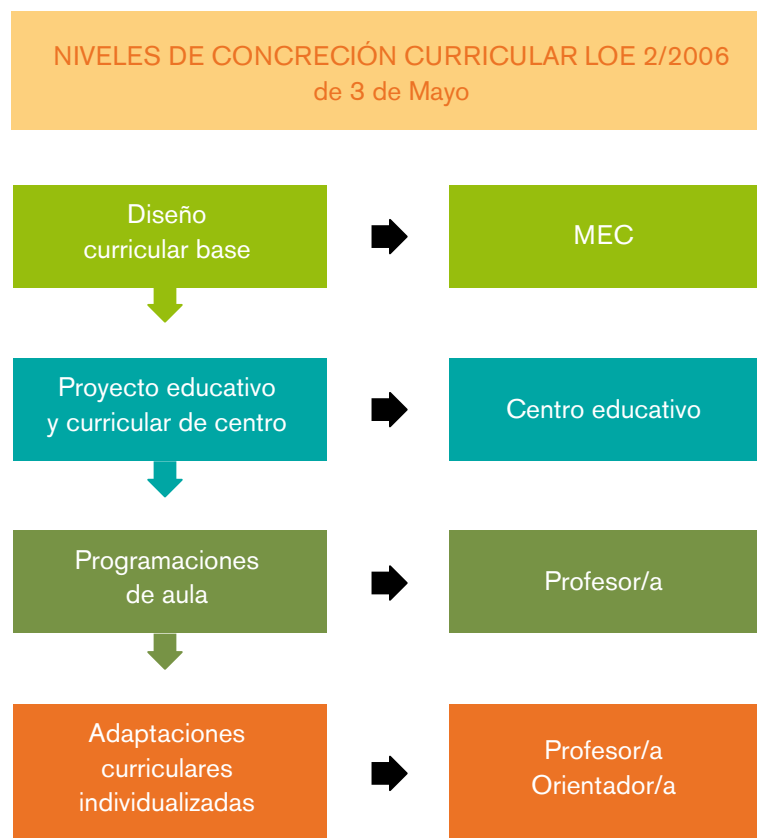 NIVELES DE CONCRECIÓN CURRICULAR LOE 2/2006
de 3 de Mayo
Diseño
curricular base
MEC
Proyecto educativo
y curricular de centro
Centro educativo
Programaciones
de aula
Profesor/a
Adaptaciones
curriculares
individualizadas
Profesor/a
Orientador/a